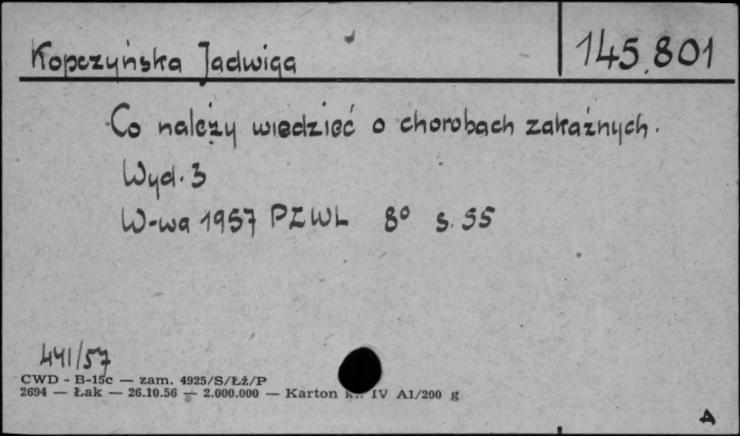 Kopczyńska Jadwiga
145.801
Co należy wiedzieć o chorobach zakaźnych.
Wyd. 3
W-wa 1957 PZWL 8° s. 55
441/57
CWD - B-15c — zam. 4925/S/Łź/P
2694 — Łak — 26.10.56 — 2.000.000 — Karton IV A1/200 g
A